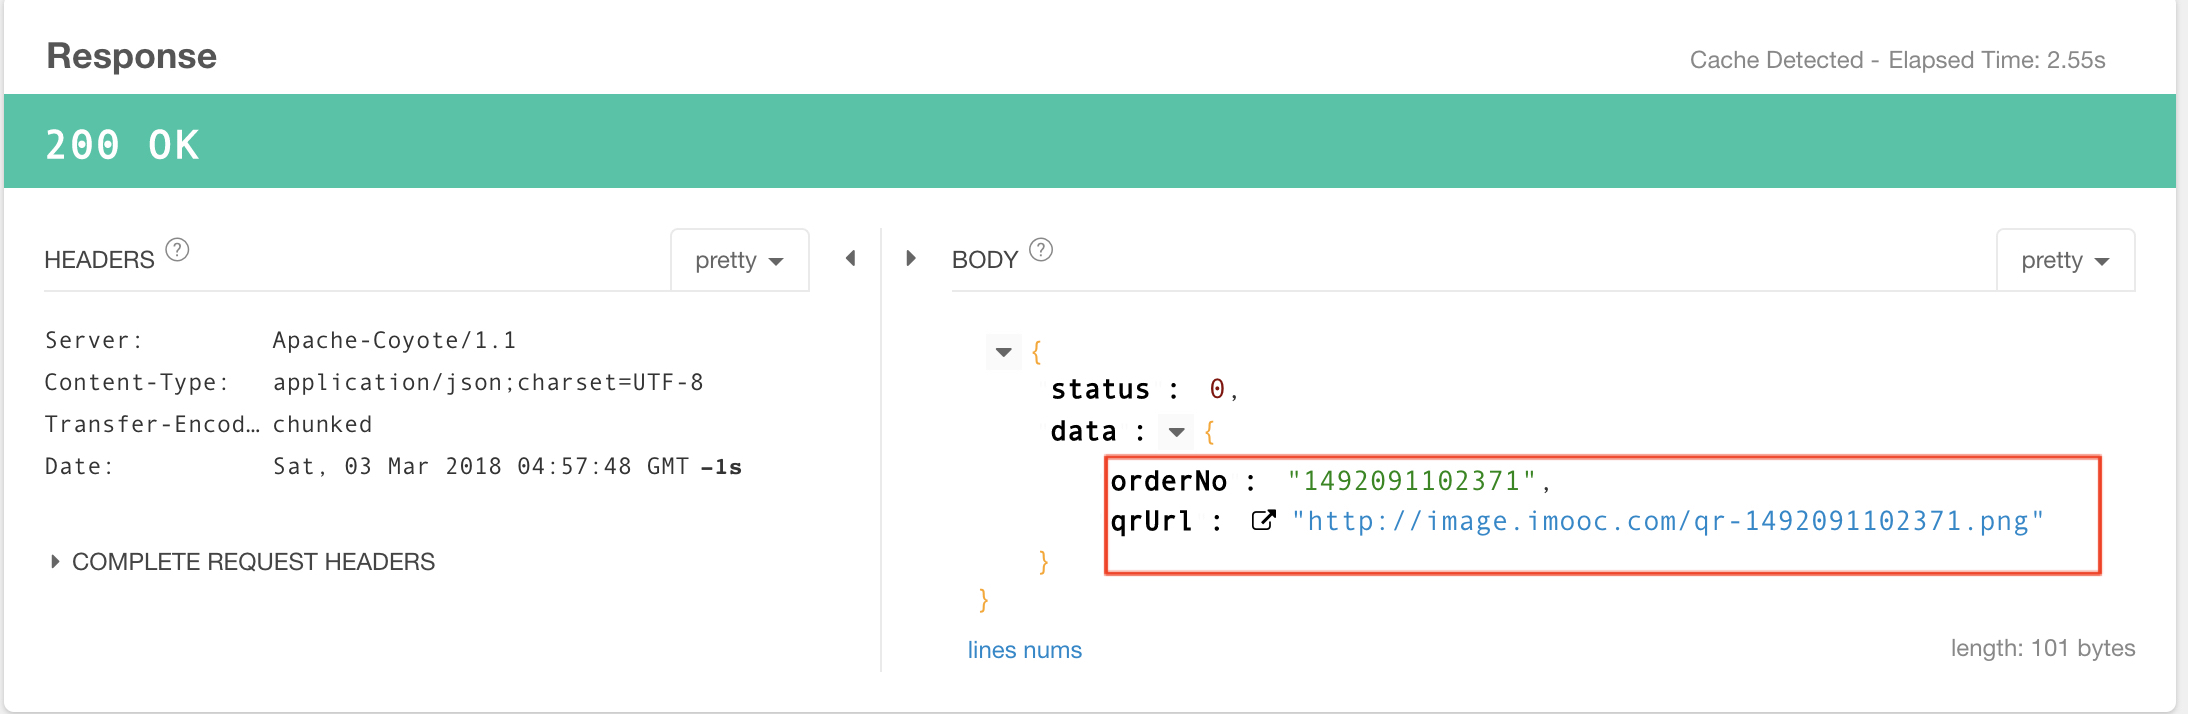 Response
Cache Detected - Elapsed Time: 2.55s
200 OK
HEADERS ?
pretty
Server: Apache-Coyote/1.1
Content-Type: application/json;charset=UTF-8
Transfer-Encod… chunked
Date: Sat, 03 Mar 2018 04:57:48 GMT -1s
COMPLETE REQUEST HEADERS
BODY ?
pretty
{
status : 0,
data : {
orderNo : "1492091102371",
qrUrl : "http://image.imooc.com/qr-1492091102371.png"
}
}
lines nums
length: 101 bytes